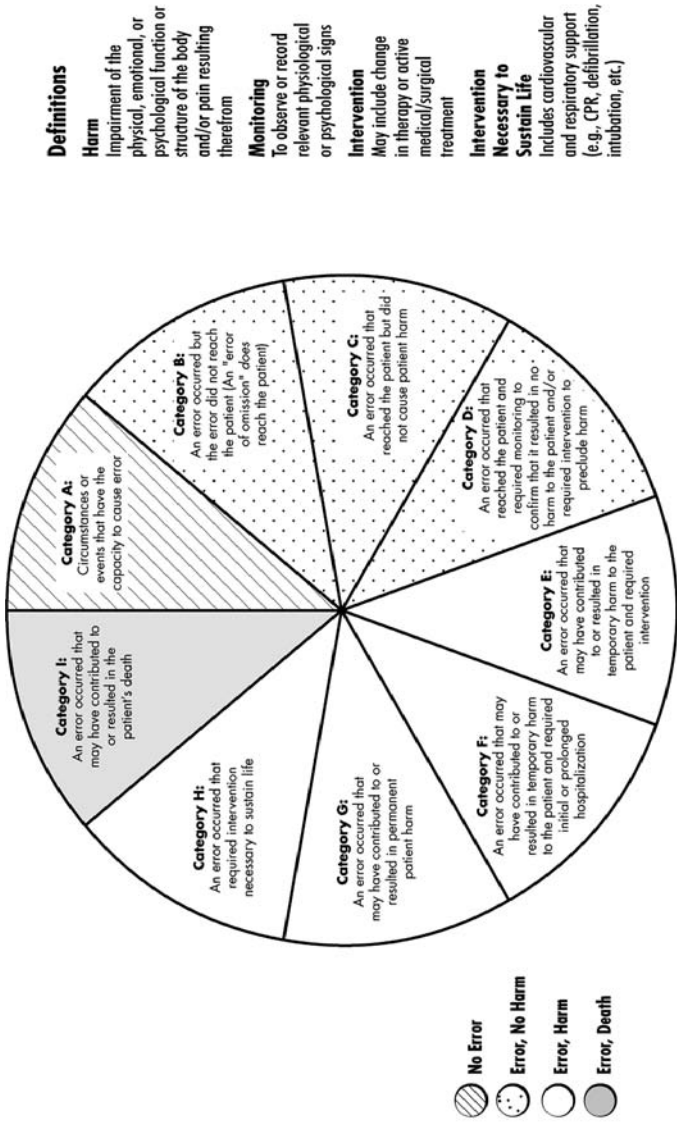 Category A:
Circumstances or
events that have the
capacity to cause error
Category B:
An error occurred but
the error did not reach
the patient (An "error
of omission" does
reach the patient)
Category C:
An error occurred that
reached the patient but did
not cause patient harm
Category D:
An error occurred that
reached the patient and
required monitoring to
confirm that it resulted in no
harm to the patient and/or
required intervention to
preclude harm
Category E:
An error occurred that
may have contributed
to or resulted in
temporary harm to the
patient and required
intervention
Category F:
An error occurred that may
have contributed to or
resulted in temporary harm
to the patient and required
initial or prolonged
hospitalization
Category G:
An error occurred that
may have contributed to or
resulted in permanent
patient harm
Category H:
An error occurred that
required intervention
necessary to sustain life
Category I:
An error occurred that
may have contributed to
or resulted in the
patient's death
Definitions
Harm
Impairment of the
physical, emotional, or
psychological function or
structure of the body
and/or pain resulting
therefrom
Monitoring
To observe or record
relevant physiological
or psychological signs
Intervention
May include change
in therapy or active
medical/surgical
treatment
Intervention
Necessary to
Sustain Life
Includes cardiovascular
and respiratory support
(e.g., CPR, defibrillation,
intubation, etc.)
No Error
Error, No Harm
Error, Harm
Error, Death